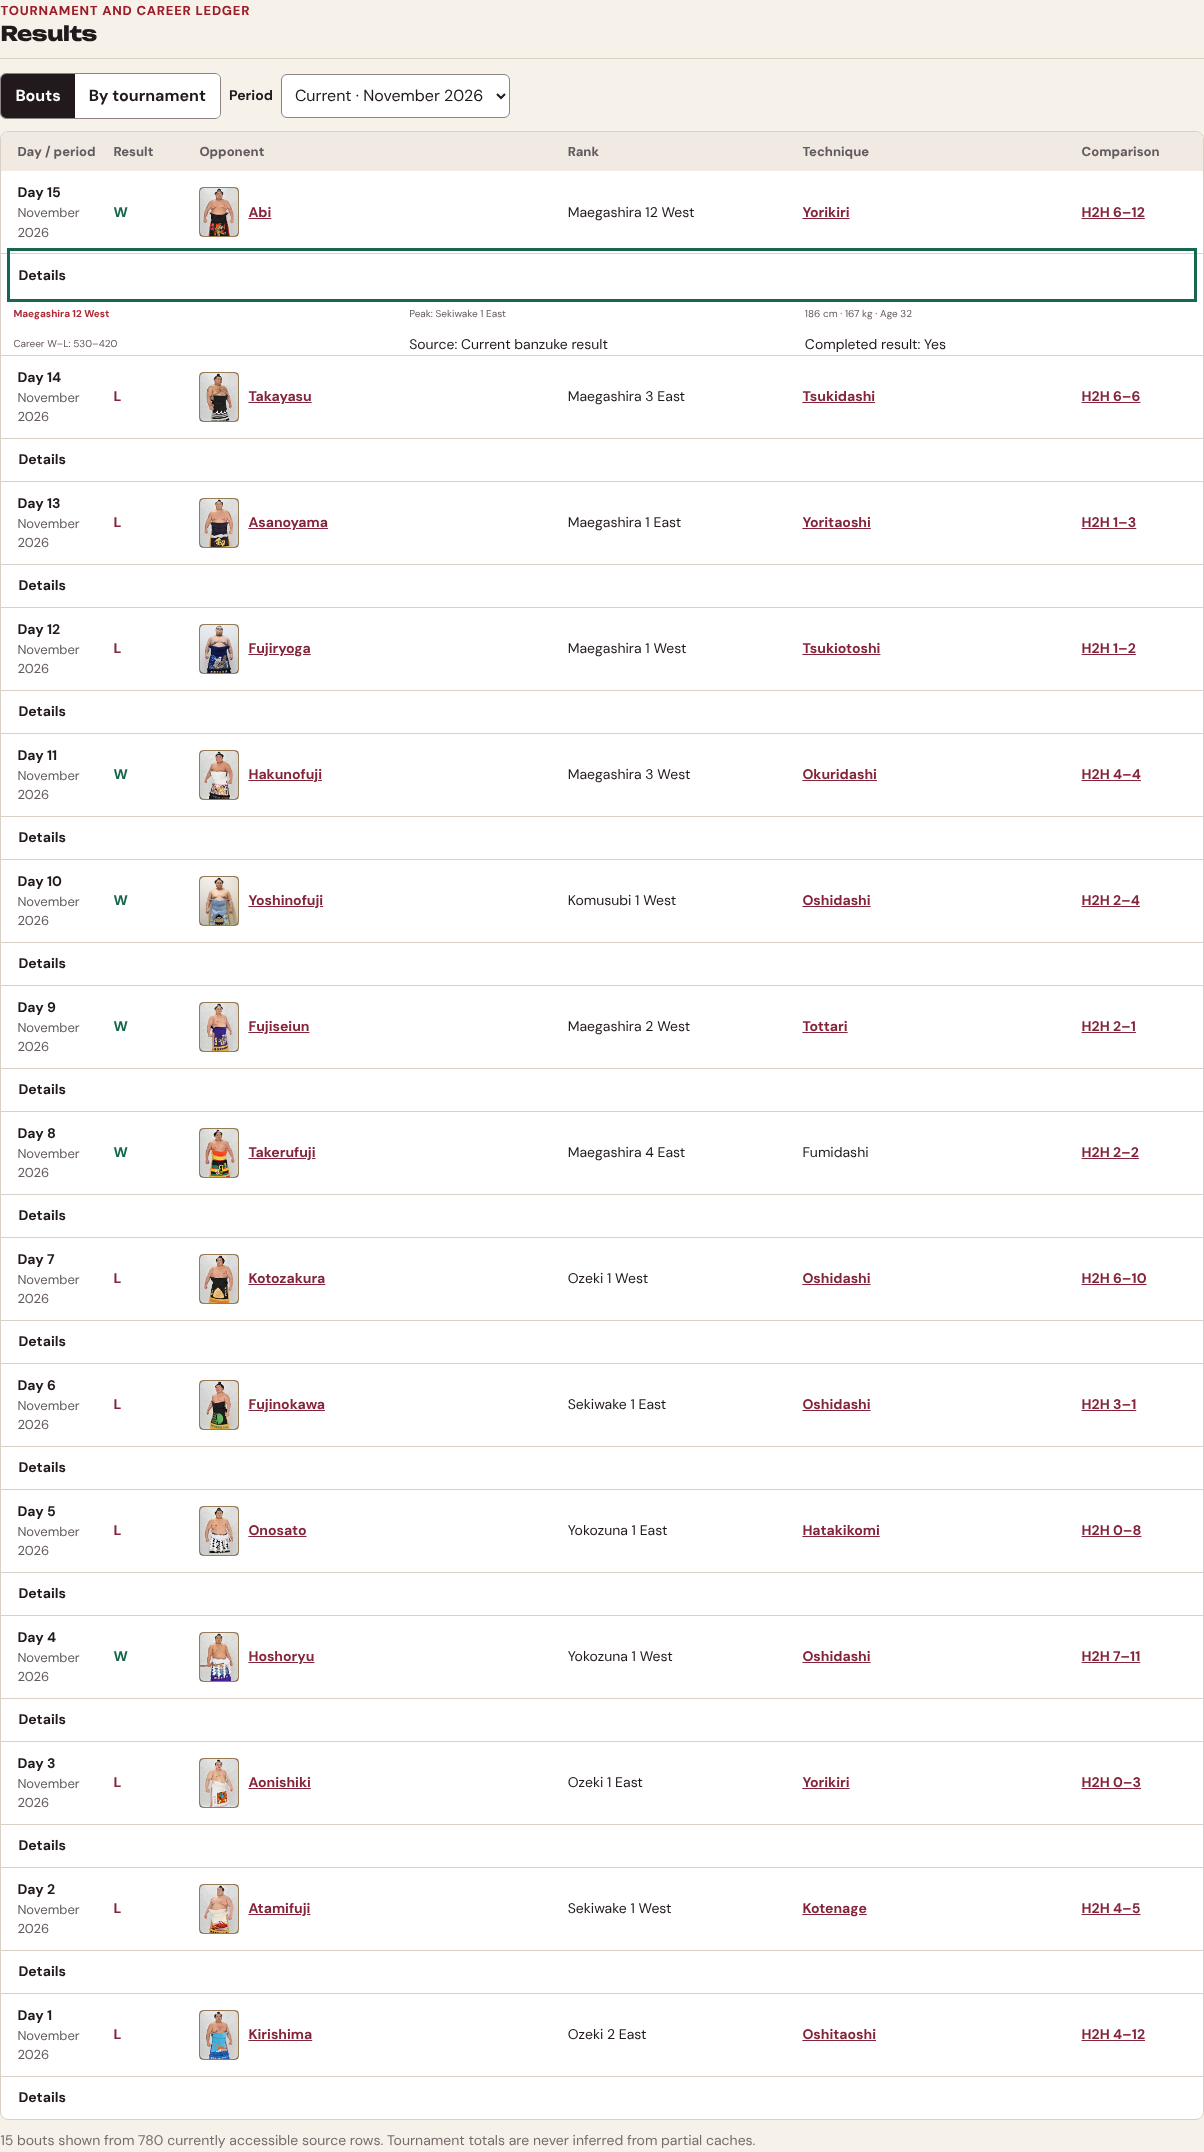 TOURNAMENT AND CAREER LEDGER
Results
Bouts By tournament Period Current · November 2026
Day / period Result Opponent Rank Technique Comparison
Day 15
November 2026
W Abi Maegashira 12 West Yorikiri H2H 6–12
Details
Maegashira 12 West Peak: Sekiwake 1 East 186 cm · 167 kg · Age 32
Career W–L: 530–420 Source: Current banzuke result Completed result: Yes
Day 14
November 2026
L Takayasu Maegashira 3 East Tsukidashi H2H 6–6
Details
Day 13
November 2026
L Asanoyama Maegashira 1 East Yoritaoshi H2H 1–3
Details
Day 12
November 2026
L Fujiryoga Maegashira 1 West Tsukiotoshi H2H 1–2
Details
Day 11
November 2026
W Hakunofuji Maegashira 3 West Okuridashi H2H 4–4
Details
Day 10
November 2026
W Yoshinofuji Komusubi 1 West Oshidashi H2H 2–4
Details
Day 9
November 2026
W Fujiseiun Maegashira 2 West Tottari H2H 2–1
Details
Day 8
November 2026
W Takerufuji Maegashira 4 East Fumidashi H2H 2–2
Details
Day 7
November 2026
L Kotozakura Ozeki 1 West Oshidashi H2H 6–10
Details
Day 6
November 2026
L Fujinokawa Sekiwake 1 East Oshidashi H2H 3–1
Details
Day 5
November 2026
L Onosato Yokozuna 1 East Hatakikomi H2H 0–8
Details
Day 4
November 2026
W Hoshoryu Yokozuna 1 West Oshidashi H2H 7–11
Details
Day 3
November 2026
L Aonishiki Ozeki 1 East Yorikiri H2H 0–3
Details
Day 2
November 2026
L Atamifuji Sekiwake 1 West Kotenage H2H 4–5
Details
Day 1
November 2026
L Kirishima Ozeki 2 East Oshitaoshi H2H 4–12
Details
15 bouts shown from 780 currently accessible source rows. Tournament totals are never inferred from partial caches.